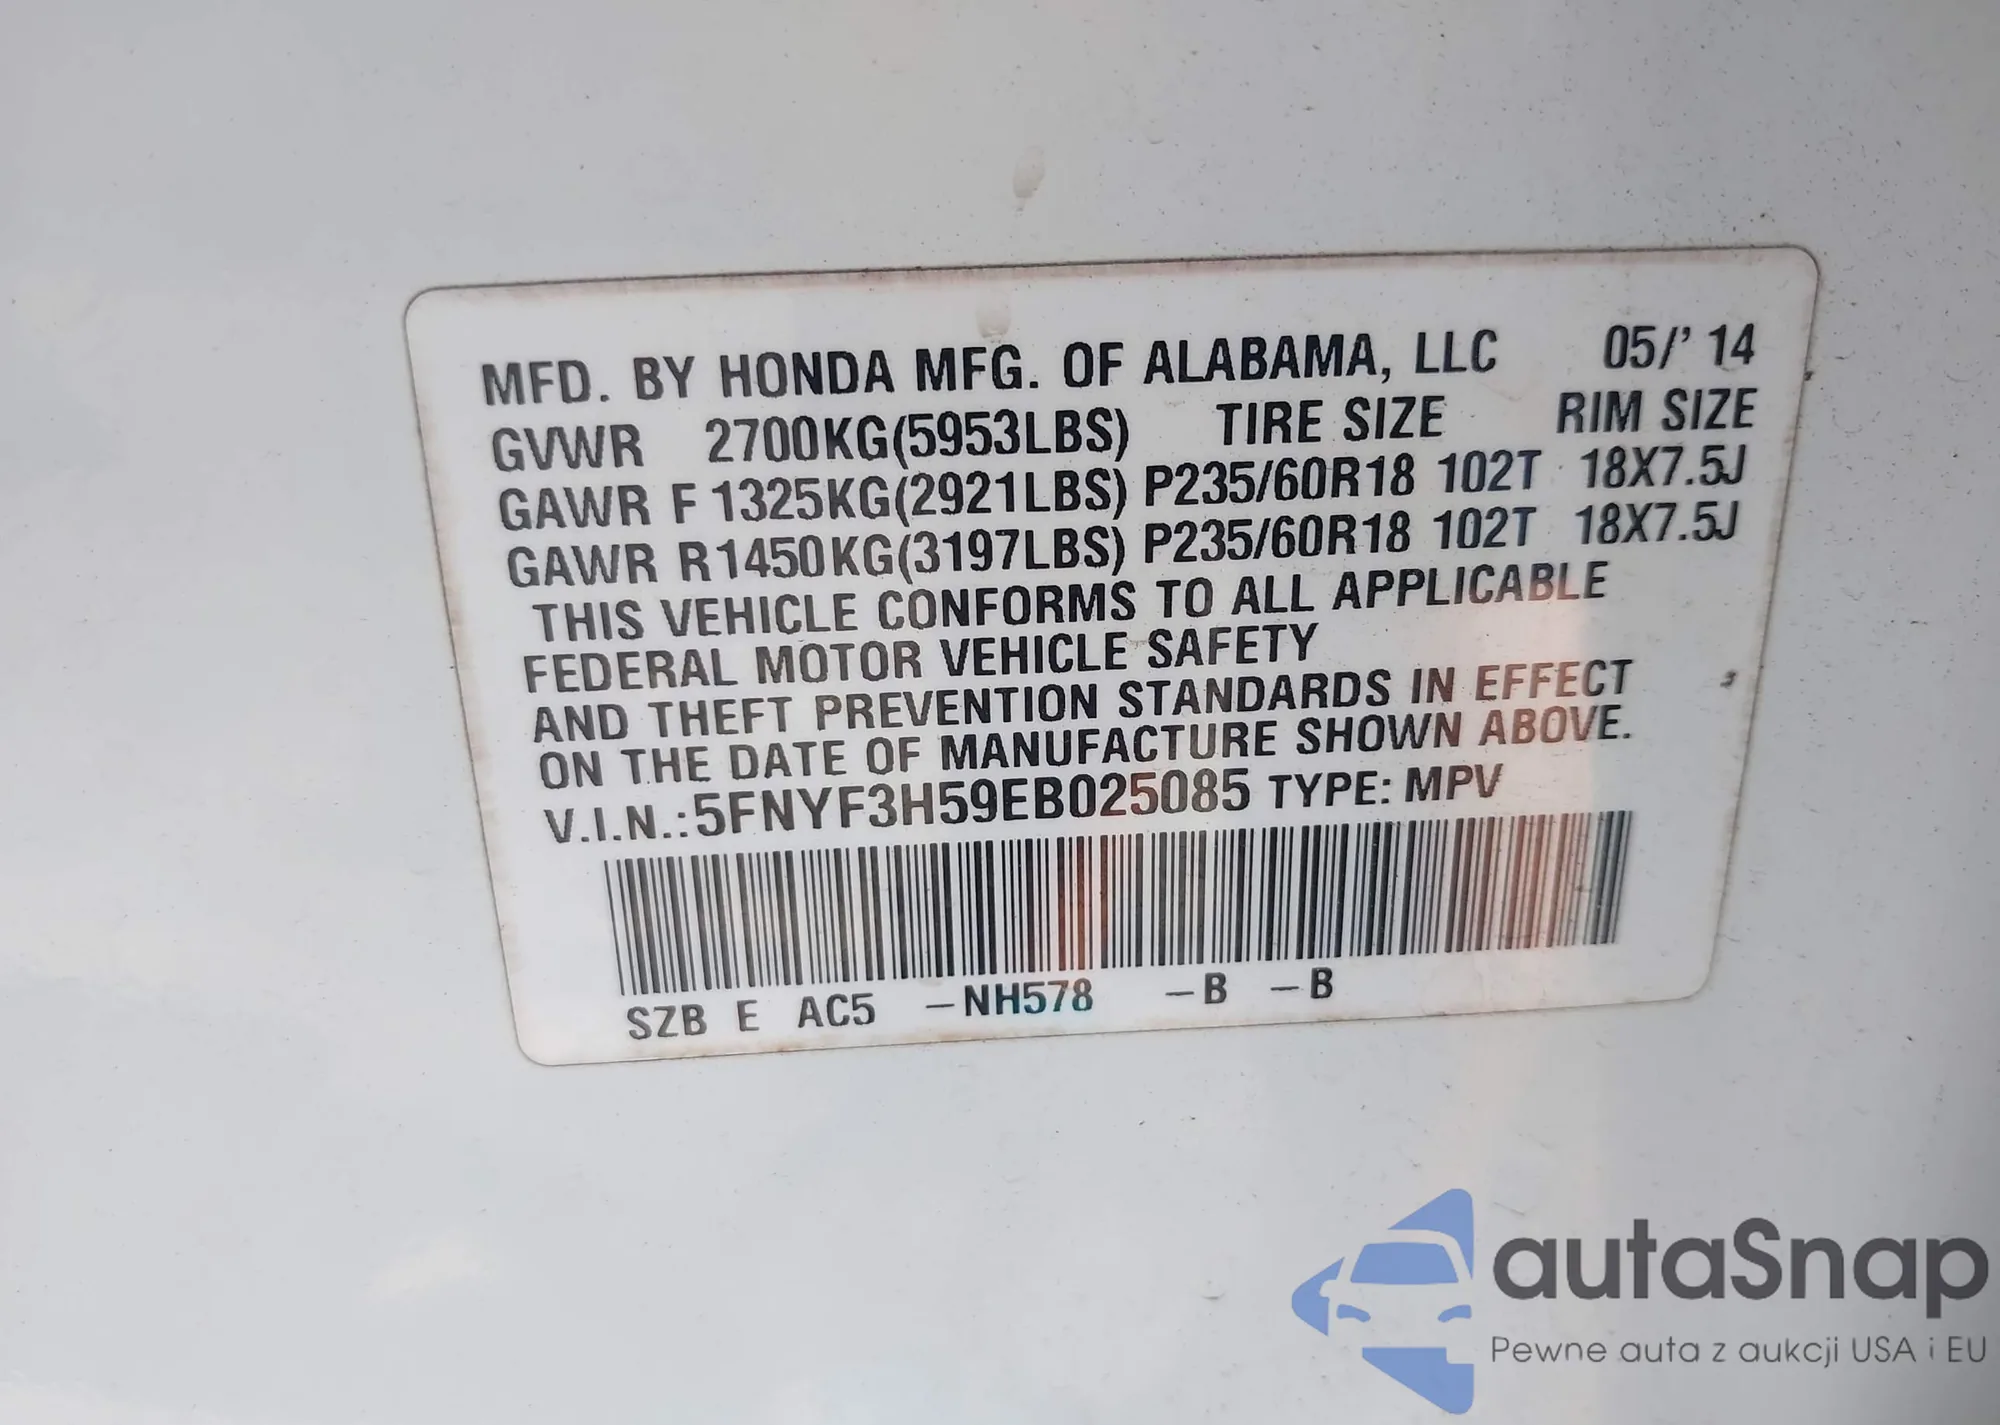 MFD. BY HONDA MFG. OF ALABAMA, LLC 05/' 14
GVWR 2700KG(5953LBS) TIRE SIZE RIM SIZE
GAWR F 1325KG(2921LBS) P235/60R18 102T 18X7.5J
GAWR R1450KG(3197LBS) P235/60R18 102T 18X7.5J
THIS VEHICLE CONFORMS TO ALL APPLICABLE
FEDERAL MOTOR VEHICLE SAFETY
AND THEFT PREVENTION STANDARDS IN EFFECT
ON THE DATE OF MANUFACTURE SHOWN ABOVE.
V.I.N.:5FNYF3H59EB025085 TYPE: MPV
SZB E AC5 -NH578 -B -B
autaSnap
Pewne auta z aukcji USA i EU